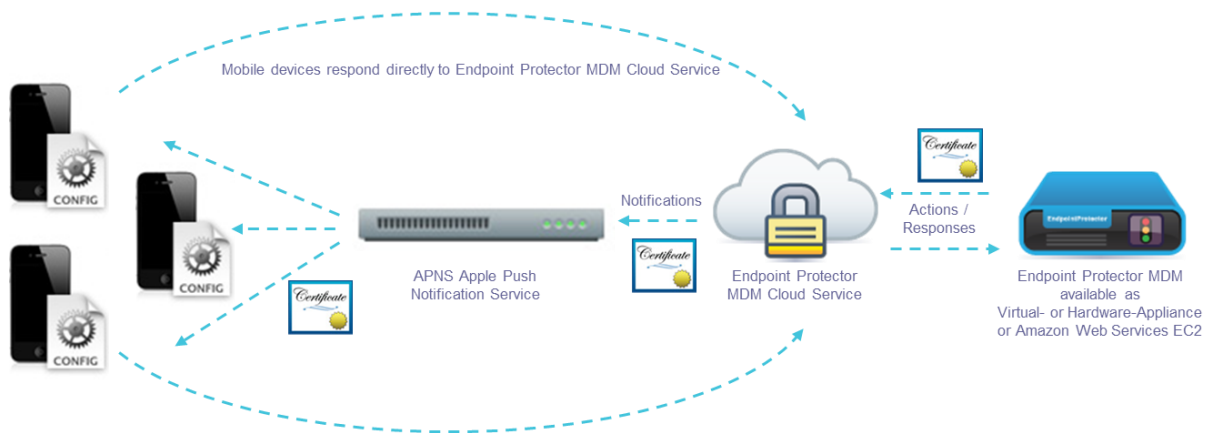 Mobile devices respond directly to Endpoint Protector MDM Cloud Service
CONFIG
CONFIG
CONFIG
Certificate
APNS Apple Push
Notification Service
Notifications
Certificate
Endpoint Protector
MDM Cloud Service
Certificate
Actions /
Responses
EndpointProtector
Endpoint Protector MDM
available as
Virtual- or Hardware-Appliance
or Amazon Web Services EC2